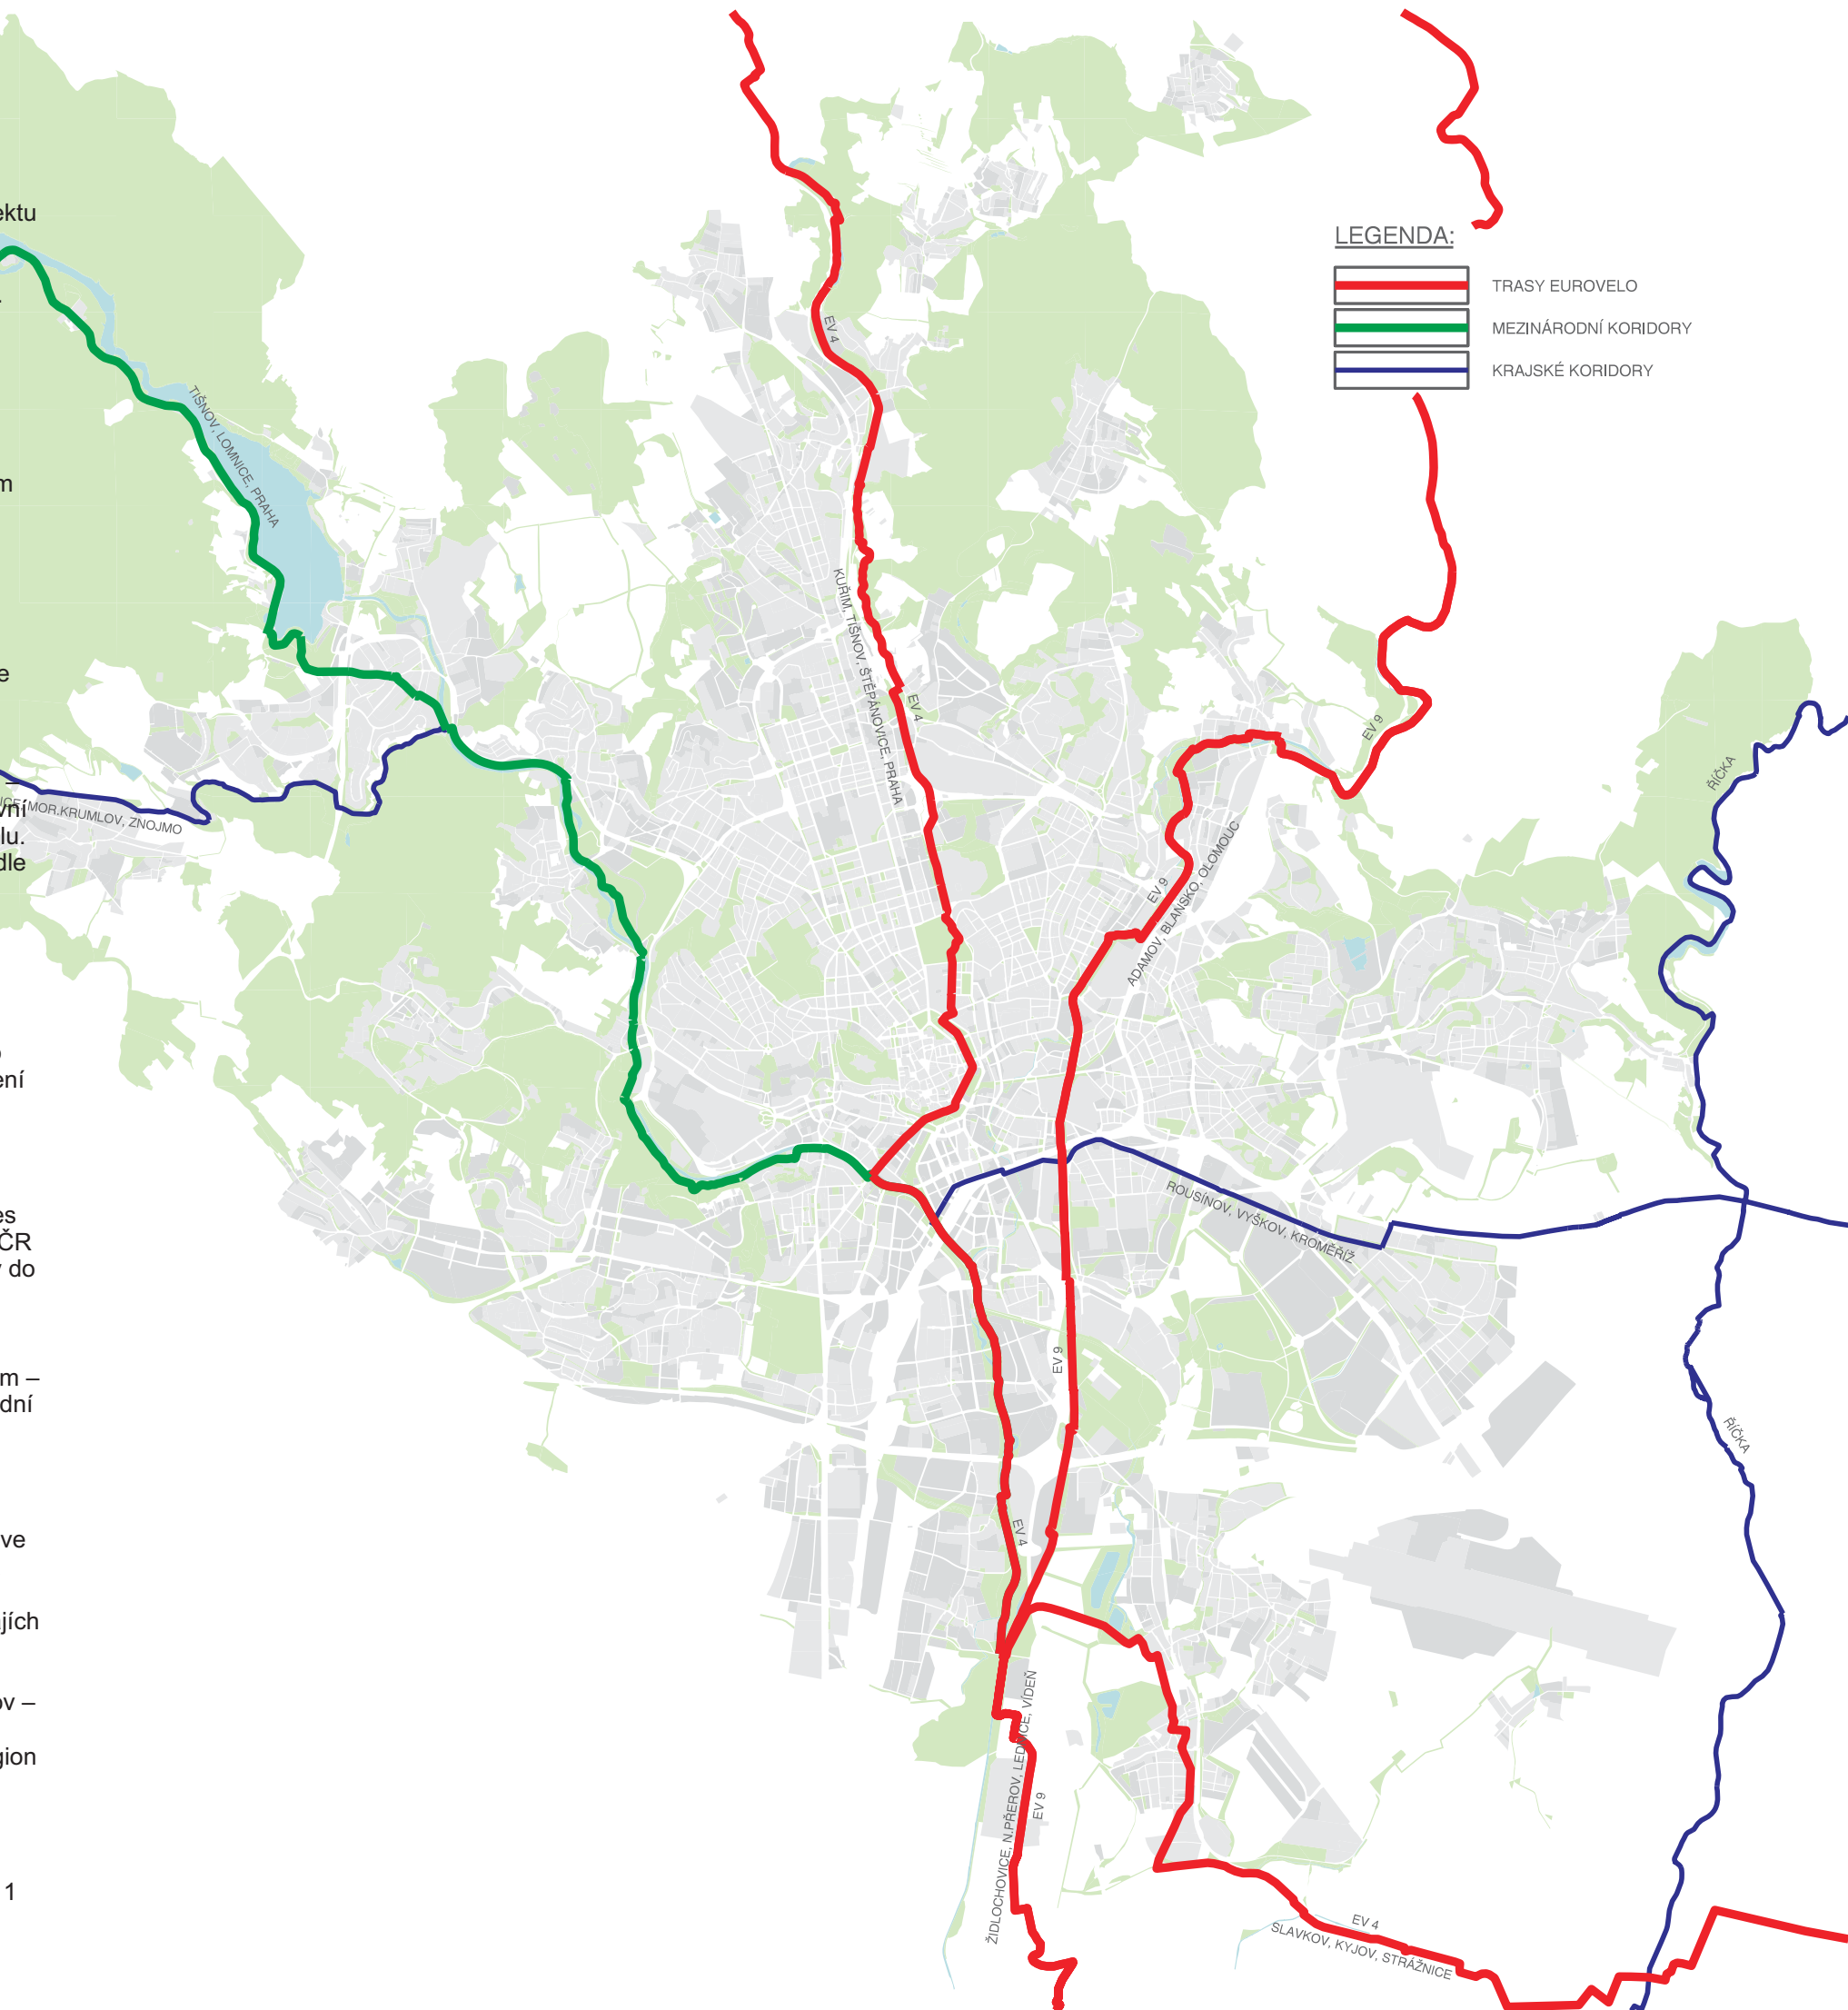 ektu
m
e
–
vní
lu.
dle
ení
es
ČR
v do
m –
dní
ve
ajích
ov –
gion
1
LEGENDA:
TRASY EUROVELO
MEZINÁRODNÍ KORIDORY
KRAJSKÉ KORIDORY
EV 4
TIŠNOV, LOMNICE, PRAHA
KUŘIM, TIŠNOV, ŠTĚPÁNOVICE, PRAHA
EV 4
EV 9
ŘÍČKA
ICE, MOR.KRUMLOV, ZNOJMO
EV 9
ADAMOV, BLANSKO, OLOMOUC
ROUSÍNOV, VYŠKOV, KROMĚŘÍŽ
EV 9
ŘÍČKA
EV 4
ŽIDLOCHOVICE, N.PŘEROV, LEDNICE, VÍDEŇ
EV 9
EV 4
SLAVKOV, KYJOV, STRÁŽNICE